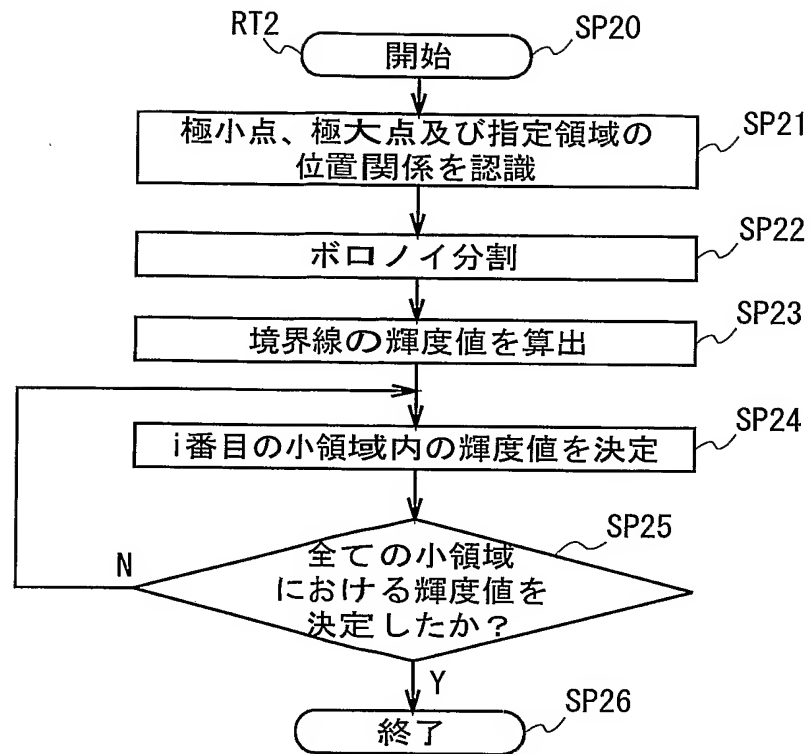 RT2
開始
SP20
極小点、極大点及び指定領域の
位置関係を認識
SP21
ボロノイ分割
SP22
境界線の輝度値を算出
SP23
i番目の小領域内の輝度値を決定
SP24
全ての小領域
における輝度値を
決定したか?
SP25
N
Y
終了
SP26